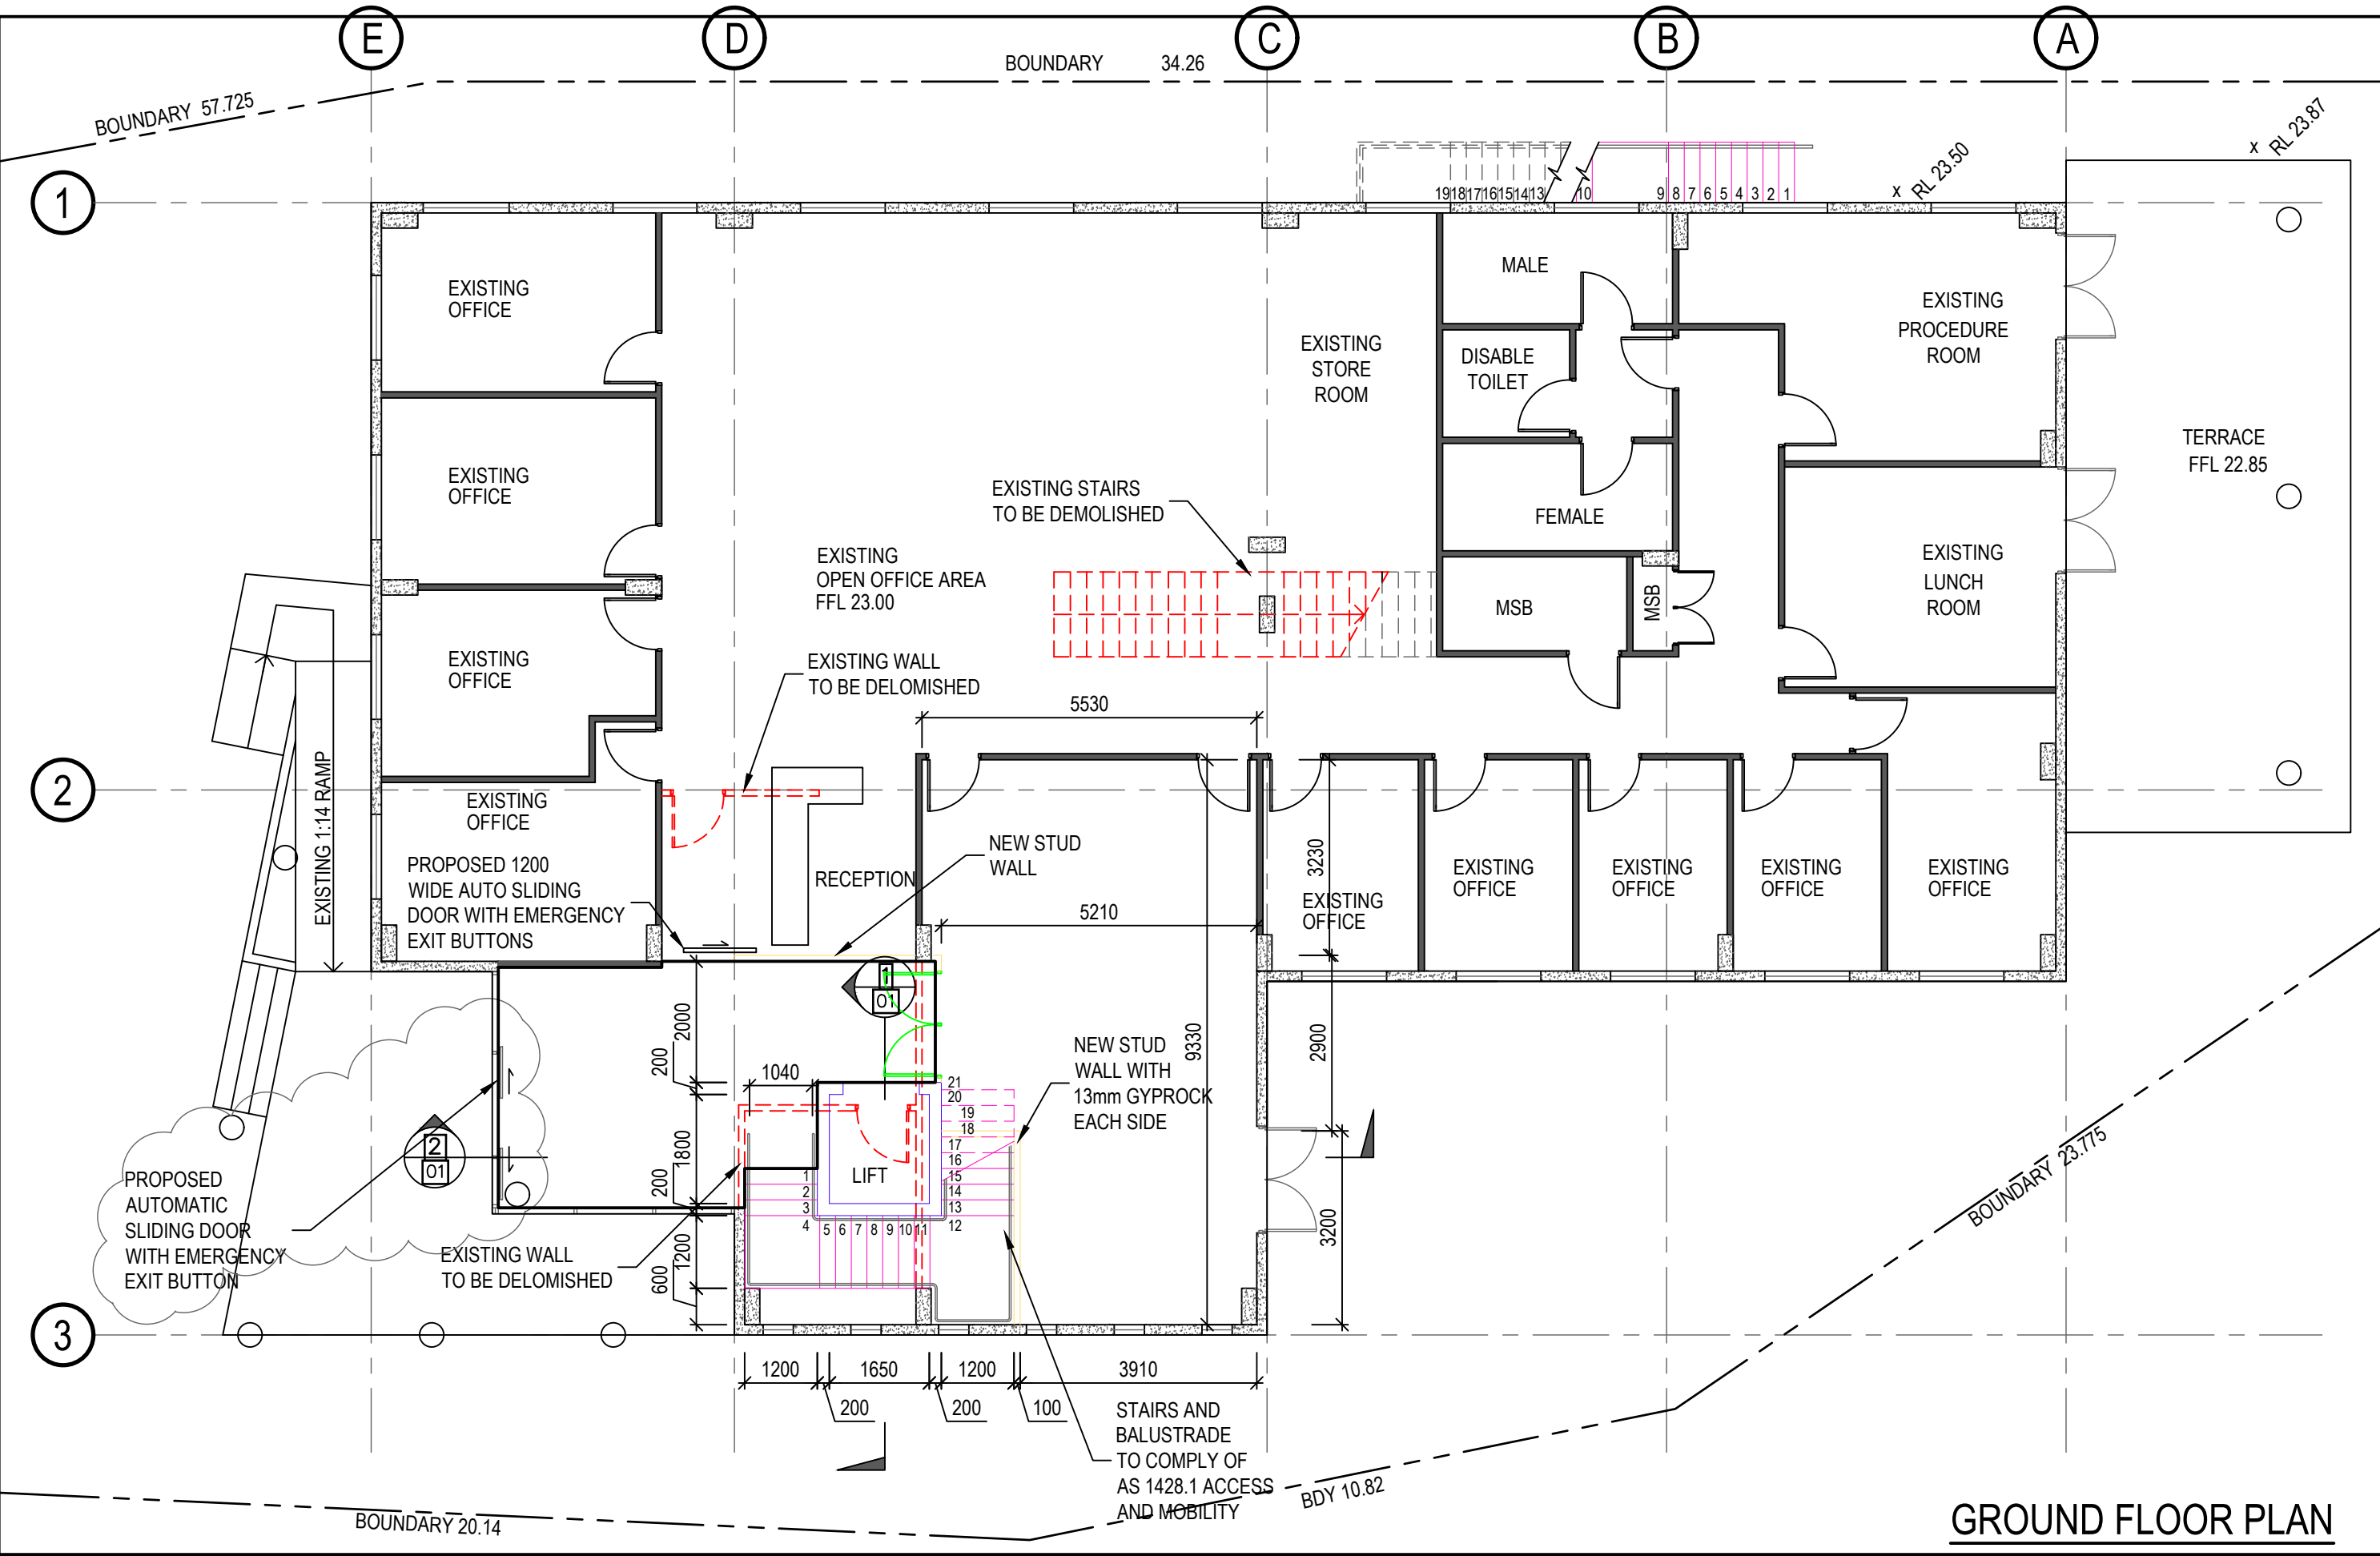 E
D
C
B
A
BOUNDARY 34.26
BOUNDARY 57.725
RL 23.87
x
RL 23.50
x
1
19 18 17 16 15 14 13
10
9 8 7 6 5 4 3 2 1
MALE
EXISTING
OFFICE
EXISTING
PROCEDURE
ROOM
EXISTING
STORE
ROOM
DISABLE
TOILET
TERRACE
FFL 22.85
EXISTING
OFFICE
EXISTING STAIRS
TO BE DEMOLISHED
FEMALE
EXISTING
OPEN OFFICE AREA
FFL 23.00
EXISTING
LUNCH
ROOM
MSB
MSB
EXISTING
OFFICE
EXISTING WALL
TO BE DELOMISHED
5530
EXISTING 1:14 RAMP
2
EXISTING
OFFICE
PROPOSED 1200
WIDE AUTO SLIDING
DOOR WITH EMERGENCY
EXIT BUTTONS
NEW STUD
WALL
RECEPTION
3230
5210
EXISTING
OFFICE
EXISTING
OFFICE
EXISTING
OFFICE
EXISTING
OFFICE
EXISTING
OFFICE
1
01
2000
200
1040
9330
2900
NEW STUD
WALL WITH
13mm GYPROCK
EACH SIDE
21
20
19
18
17
16
15
14
13
12
LIFT
1
2
3
4
5 6 7 8 9 10 11
1800
200
1200
600
3200
2
01
PROPOSED
AUTOMATIC
SLIDING DOOR
WITH EMERGENCY
EXIT BUTTON
EXISTING WALL
TO BE DELOMISHED
BOUNDARY 23.775
3
1200
1650
1200
3910
200
200
100
STAIRS AND
BALUSTRADE
TO COMPLY OF
AS 1428.1 ACCESS
AND MOBILITY
BDY 10.82
BOUNDARY 20.14
GROUND FLOOR PLAN